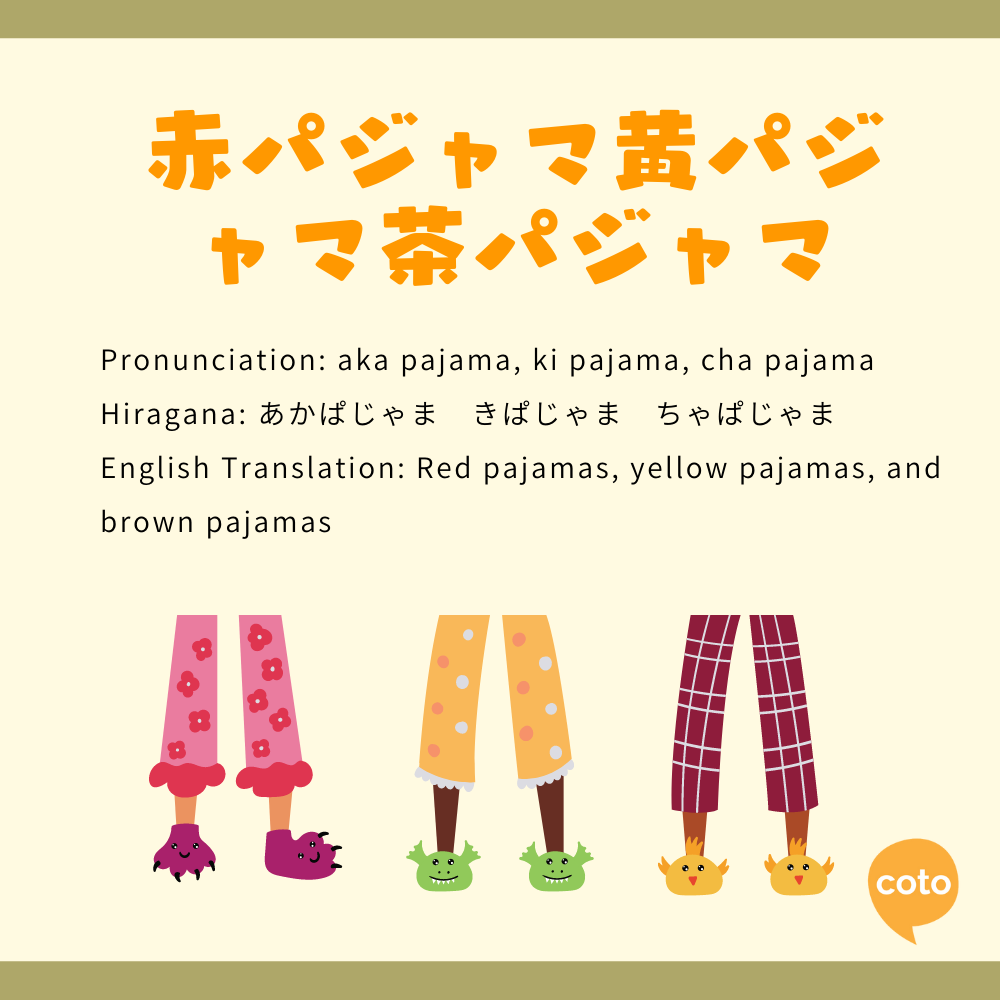 赤パジャマ黄パジ
ャマ茶パジャマ
Pronunciation: aka pajama, ki pajama, cha pajama
Hiragana: あかぱじゃま　きぱじゃま　ちゃぱじゃま
English Translation: Red pajamas, yellow pajamas, and
brown pajamas
coto